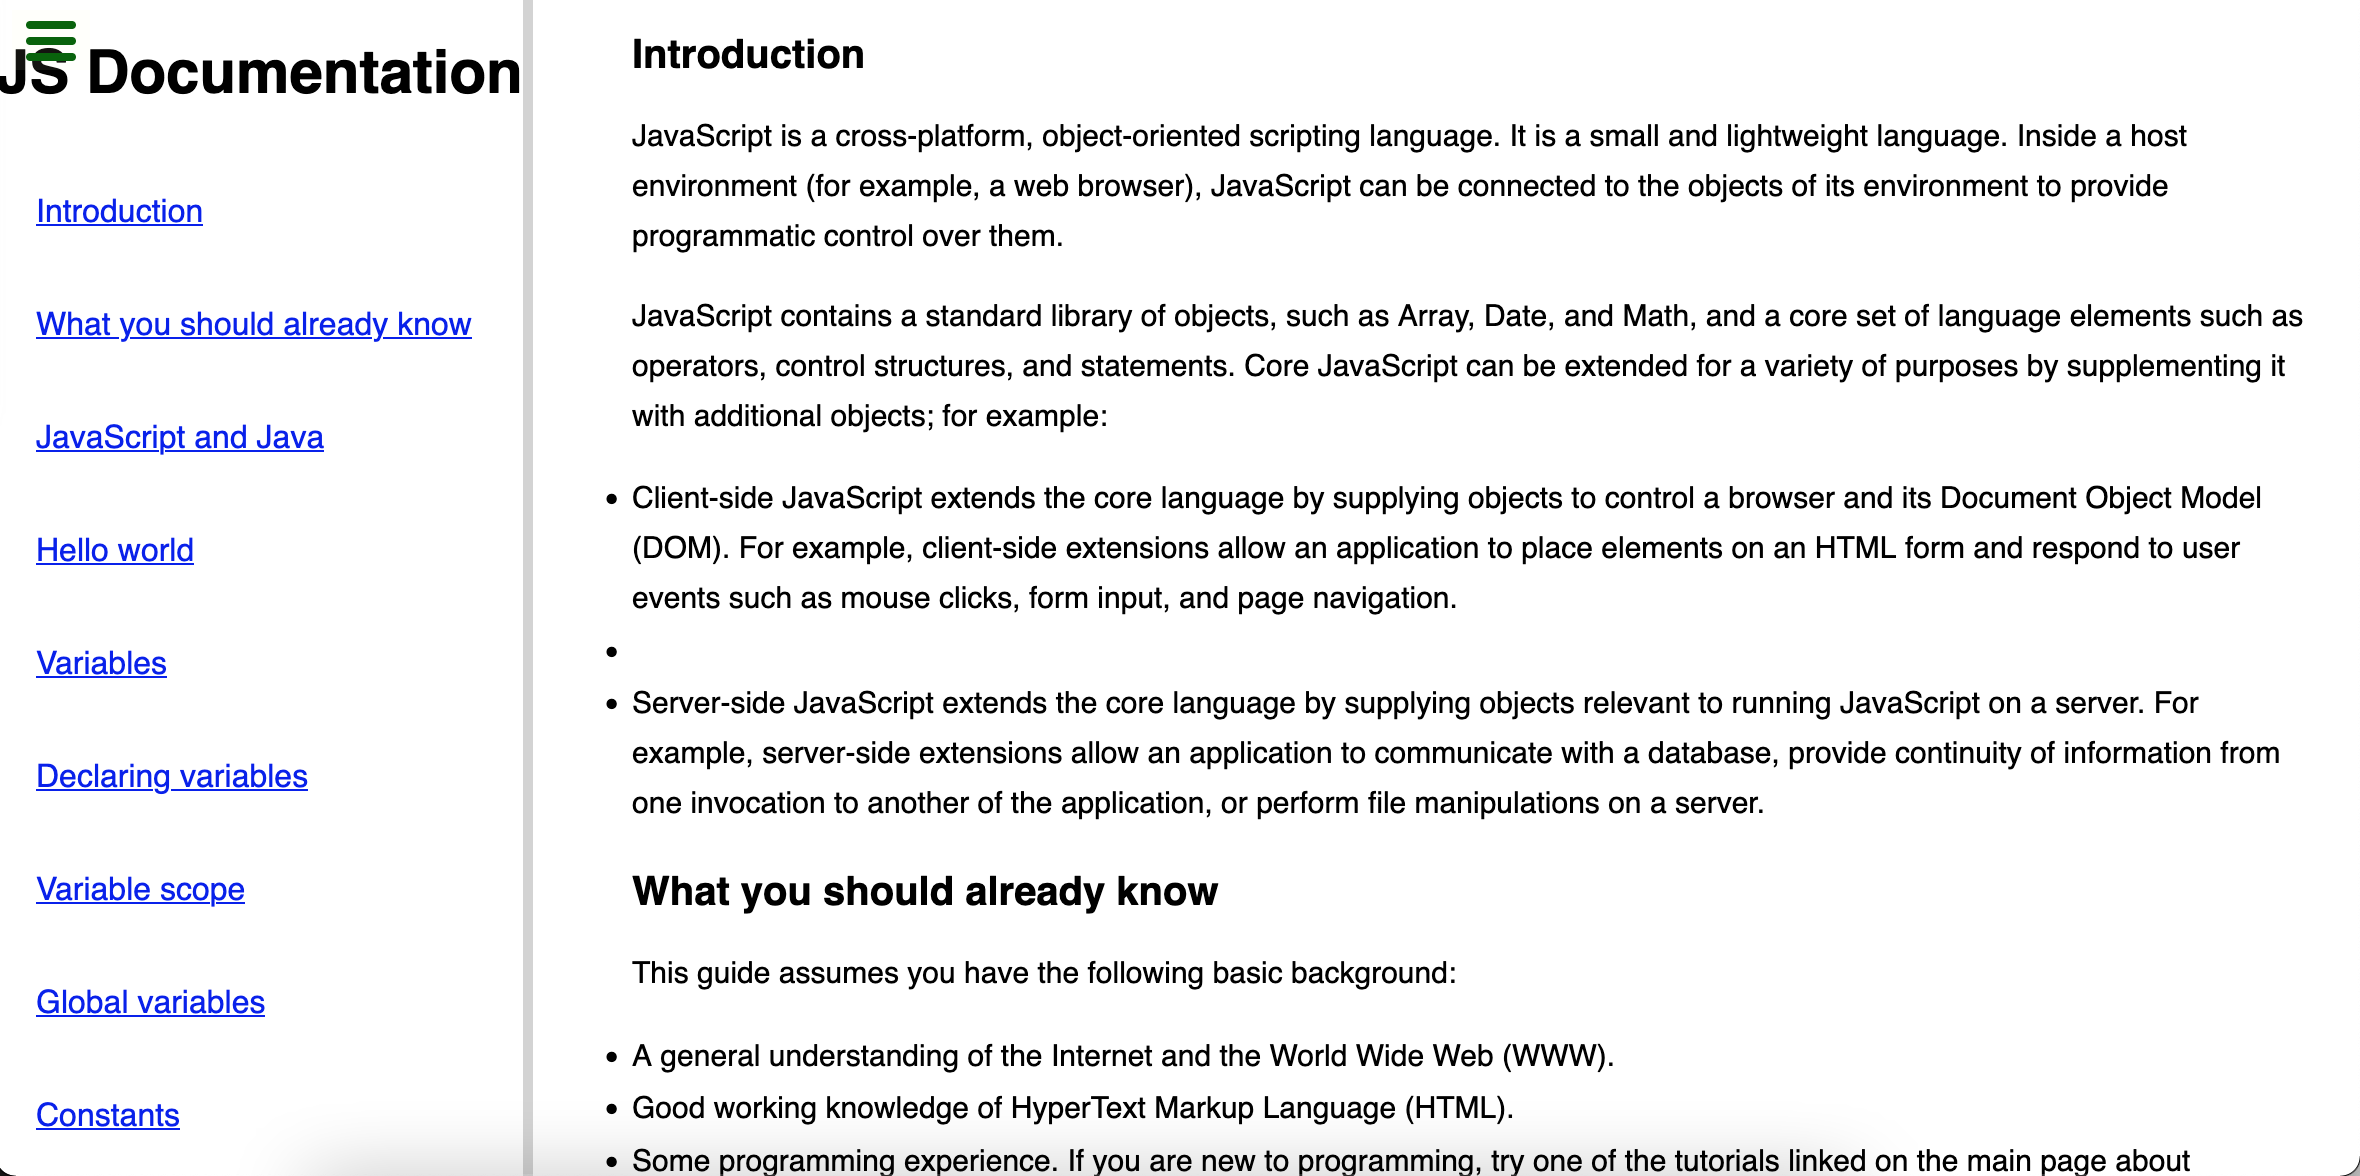 JS Documentation
Introduction
What you should already know
JavaScript and Java
Hello world
Variables
Declaring variables
Variable scope
Global variables
Constants
Introduction
JavaScript is a cross-platform, object-oriented scripting language. It is a small and lightweight language. Inside a host
environment (for example, a web browser), JavaScript can be connected to the objects of its environment to provide
programmatic control over them.
JavaScript contains a standard library of objects, such as Array, Date, and Math, and a core set of language elements such as
operators, control structures, and statements. Core JavaScript can be extended for a variety of purposes by supplementing it
with additional objects; for example:
• Client-side JavaScript extends the core language by supplying objects to control a browser and its Document Object Model
(DOM). For example, client-side extensions allow an application to place elements on an HTML form and respond to user
events such as mouse clicks, form input, and page navigation.
•
• Server-side JavaScript extends the core language by supplying objects relevant to running JavaScript on a server. For
example, server-side extensions allow an application to communicate with a database, provide continuity of information from
one invocation to another of the application, or perform file manipulations on a server.
What you should already know
This guide assumes you have the following basic background:
• A general understanding of the Internet and the World Wide Web (WWW).
• Good working knowledge of HyperText Markup Language (HTML).
• Some programming experience. If you are new to programming, try one of the tutorials linked on the main page about